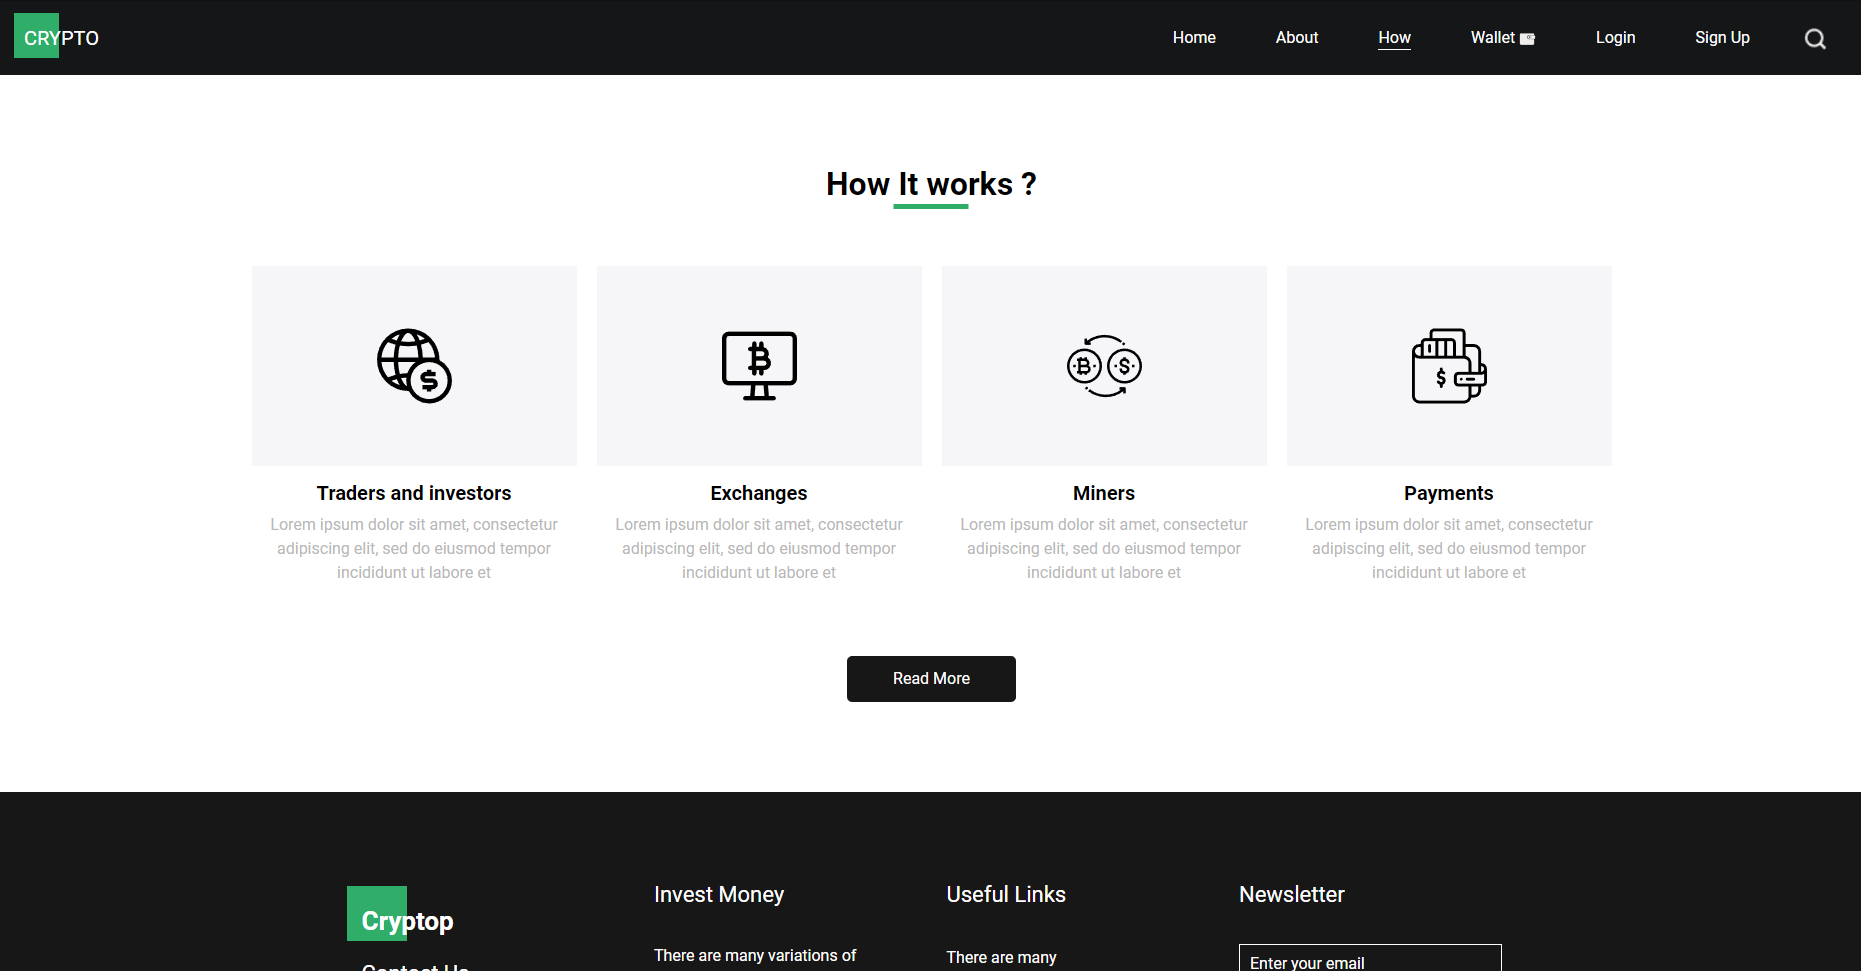 CRYPTO
Home
About
How
Wallet
Login
Sign Up
How It works ?
Traders and investors
Lorem ipsum dolor sit amet, consectetur
adipiscing elit, sed do eiusmod tempor
incididunt ut labore et
Exchanges
Lorem ipsum dolor sit amet, consectetur
adipiscing elit, sed do eiusmod tempor
incididunt ut labore et
Miners
Lorem ipsum dolor sit amet, consectetur
adipiscing elit, sed do eiusmod tempor
incididunt ut labore et
Payments
Lorem ipsum dolor sit amet, consectetur
adipiscing elit, sed do eiusmod tempor
incididunt ut labore et
Read More
Cryptop
Contact Us
Invest Money
There are many variations of
Useful Links
There are many
Newsletter
Enter your email